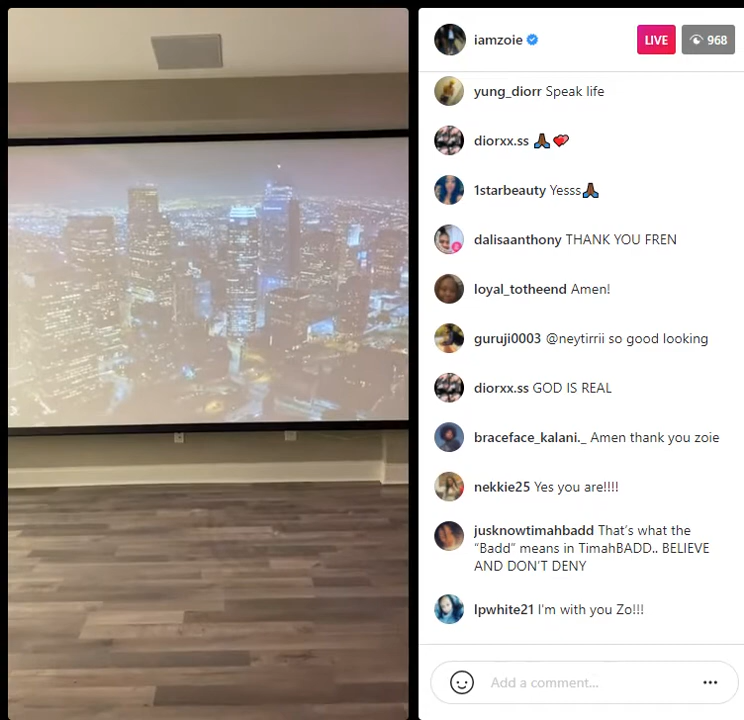 iamzoie
LIVE
968
yung_diorr Speak life
diorxx.ss 🙏🏾💕
1starbeauty Yesss🙏🏾
dalisaanthony THANK YOU FREN
loyal_totheend Amen!
guruji0003 @neytirrii so good looking
diorxx.ss GOD IS REAL
braceface_kalani._ Amen thank you zoie
nekkie25 Yes you are!!!!
jusknowtimahbadd That’s what the
“Badd” means in TimahBADD.. BELIEVE
AND DON’T DENY
lpwhite21 I'm with you Zo!!!
Add a comment...